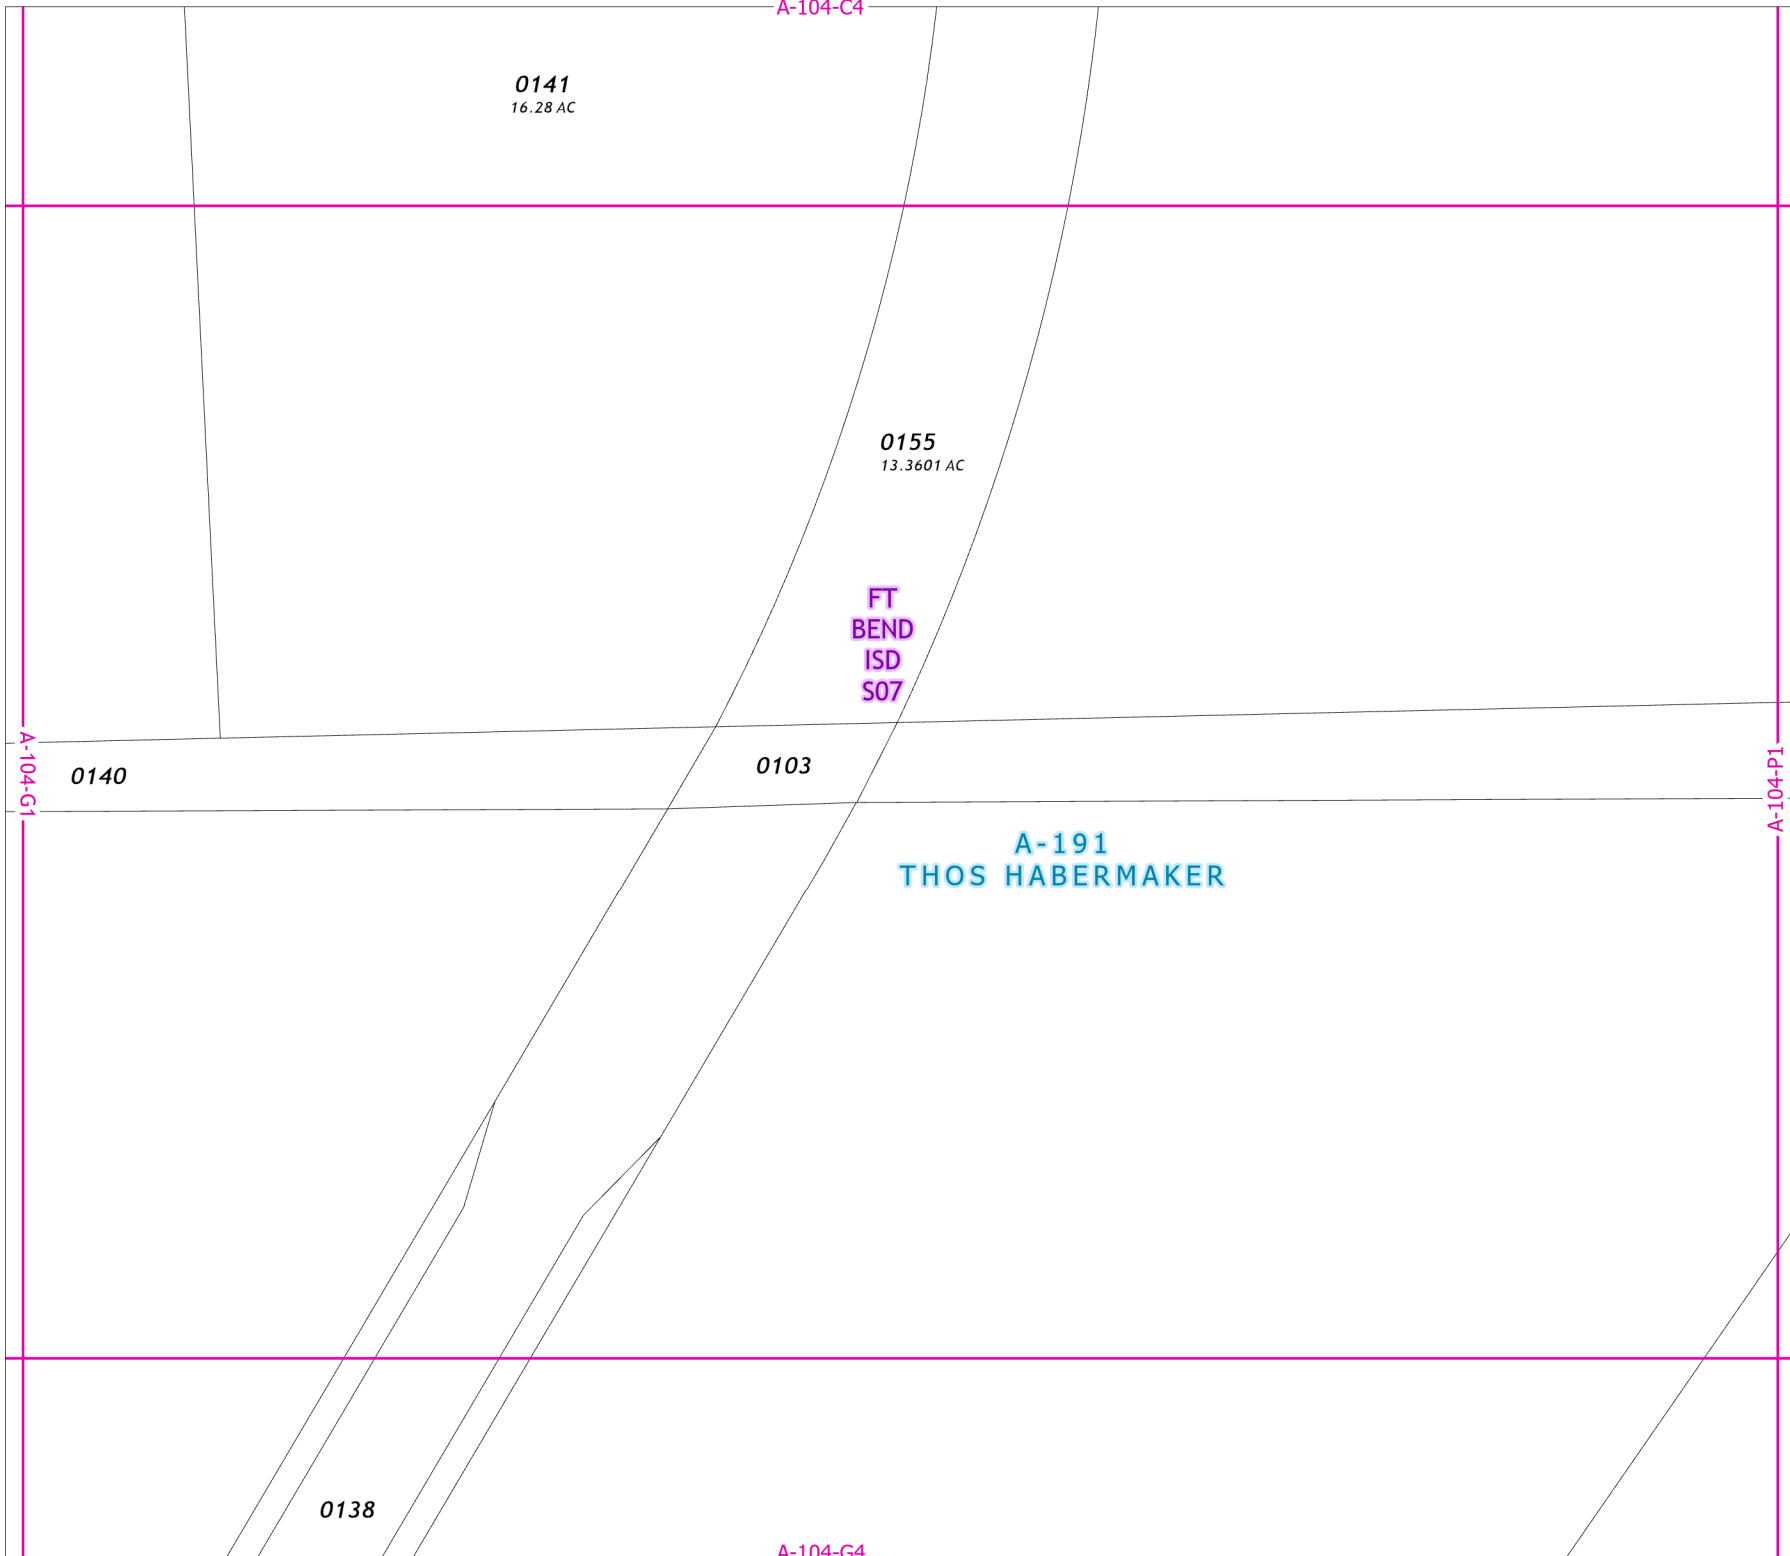 A-104-C4
0141
16.28 AC
0155
13.3601 AC
FT
BEND
ISD
S07
A-104-G1
0140
0103
A-104-P1
A-191
THOS HABERMAKER
0138
A-104-G4